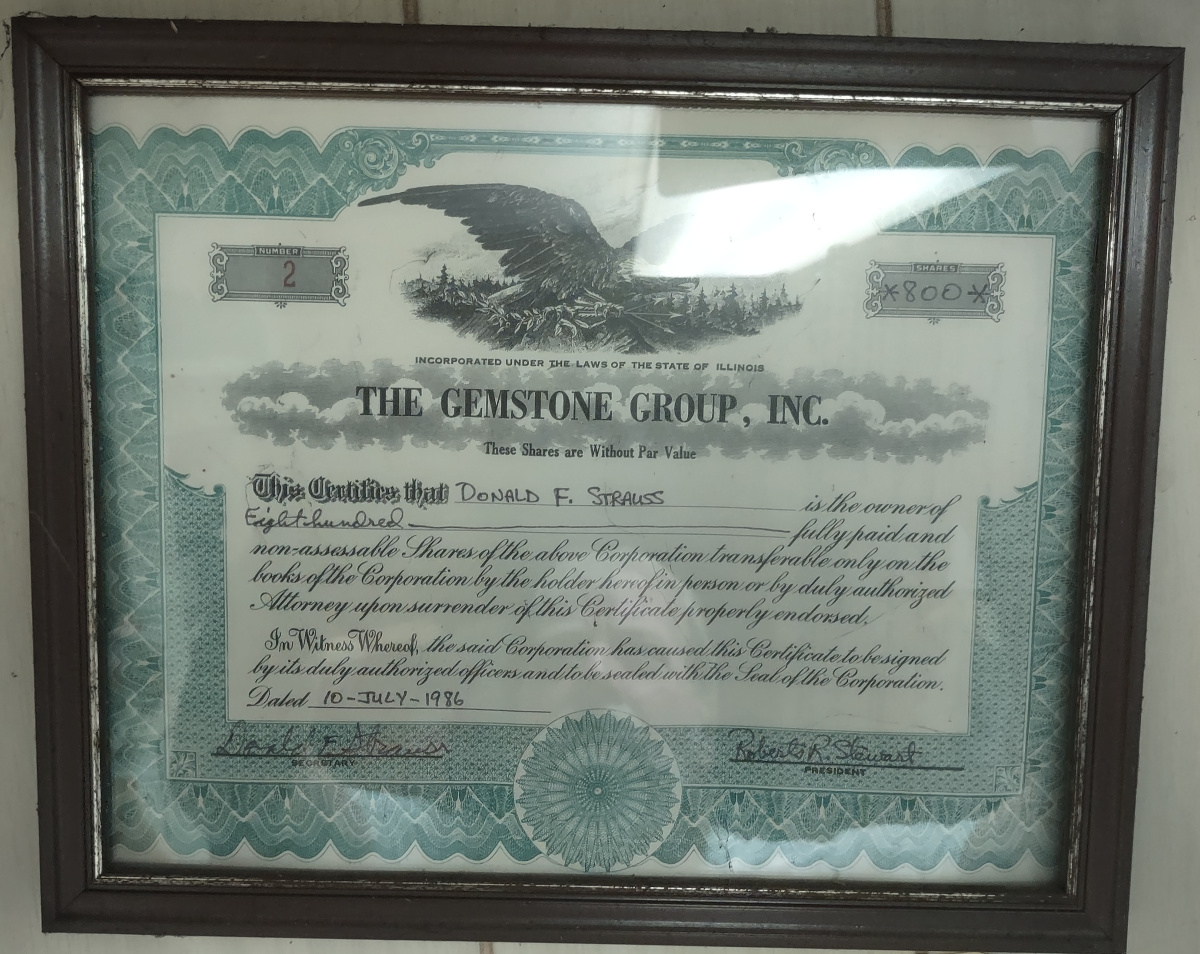 NUMBER
2
SHARES
*800*
INCORPORATED UNDER THE LAWS OF THE STATE OF ILLINOIS
THE GEMSTONE GROUP, INC.
These Shares are Without Par Value
This Certifies that DONALD F. STRAUSS is the owner of
Eight hundred fully paid and
non-assessable Shares of the above Corporation transferable only on the
books of the Corporation by the holder hereof in person or by duly authorized
Attorney upon surrender of this Certificate properly endorsed.
In Witness Whereof, the said Corporation has caused this Certificate to be signed
by its duly authorized officers and to be sealed with the Seal of the Corporation.
Dated 10-JULY-1986
Donald F. Strauss
SECRETARY
Robert R. Stewart
PRESIDENT